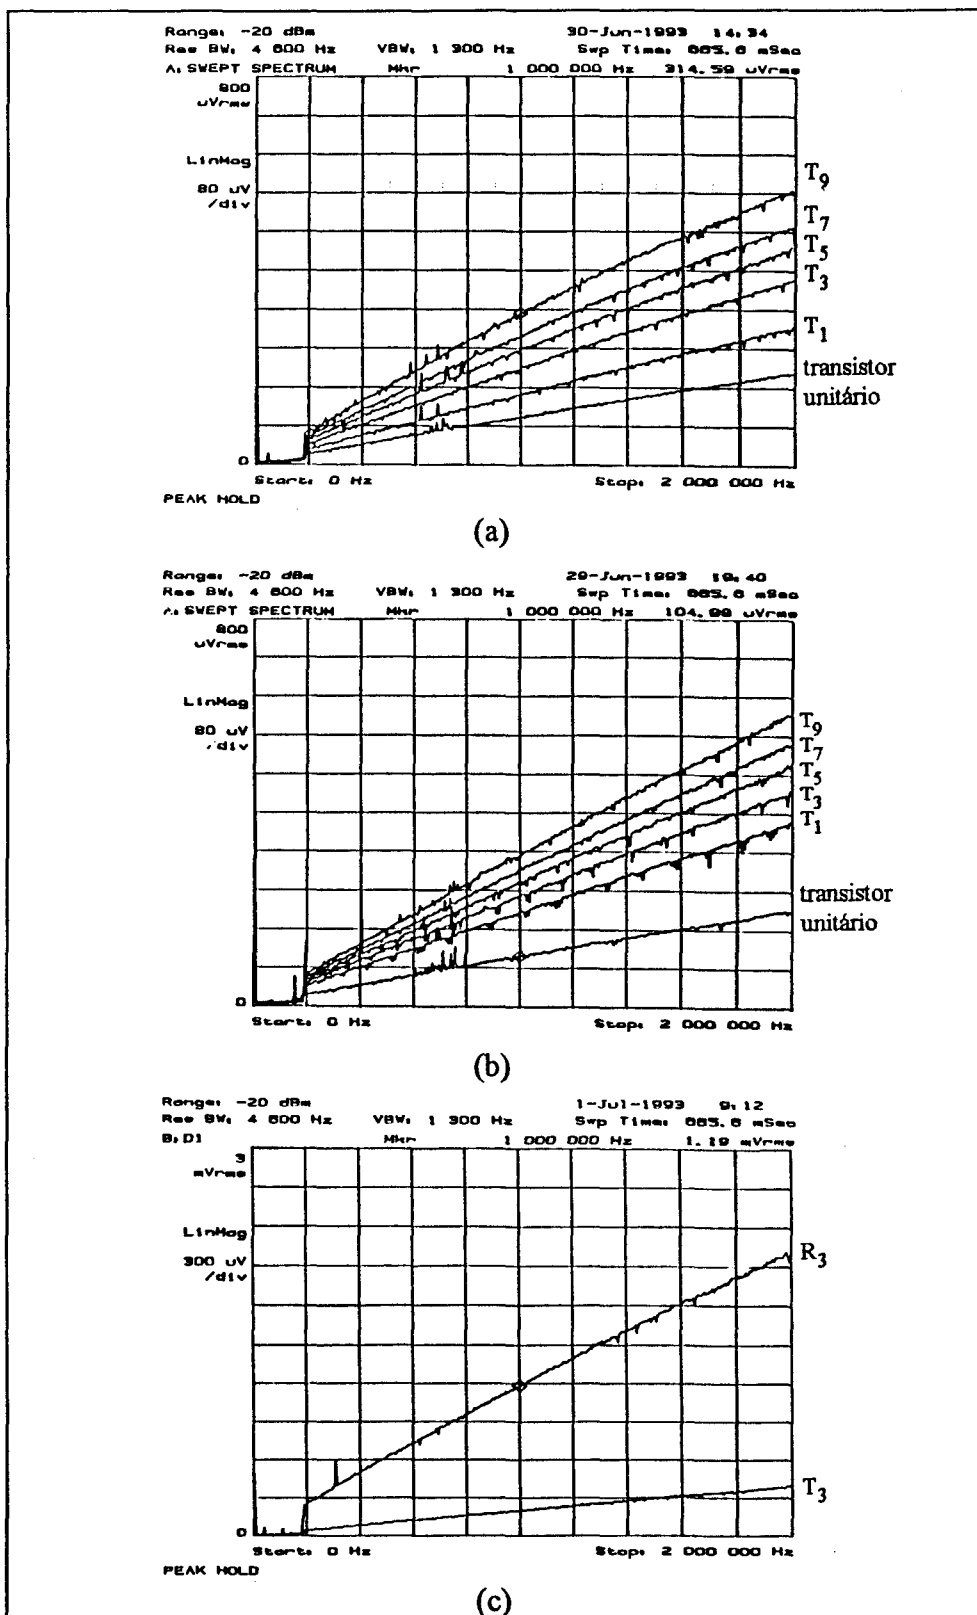 Range: -20 dBm 30-Jun-1993 14:34
Res BW: 4 600 Hz VBW: 1 300 Hz Swp Time: 665.6 mSec
A: SWEPT SPECTRUM Mkr 1 000 000 Hz 314.59 uVrms
800
uVrms
LinMag
80 uV
/div
0
T9
T7
T5
T3
T1
transistor
unitário
Start: 0 Hz Stop: 2 000 000 Hz
PEAK HOLD
(a)
Range: -20 dBm 29-Jun-1993 19:40
Res BW: 4 600 Hz VBW: 1 300 Hz Swp Time: 665.6 mSec
A: SWEPT SPECTRUM Mkr 1 000 000 Hz 104.99 uVrms
800
uVrms
LinMag
80 uV
/div
0
T9
T7
T5
T3
T1
transistor
unitário
Start: 0 Hz Stop: 2 000 000 Hz
(b)
Range: -20 dBm 1-Jul-1993 9:12
Res BW: 4 600 Hz VBW: 1 300 Hz Swp Time: 665.6 mSec
B: D1 Mkr 1 000 000 Hz 1.19 mVrms
3
mVrms
LinMag
300 uV
/div
0
R3
T3
Start: 0 Hz Stop: 2 000 000 Hz
PEAK HOLD
(c)